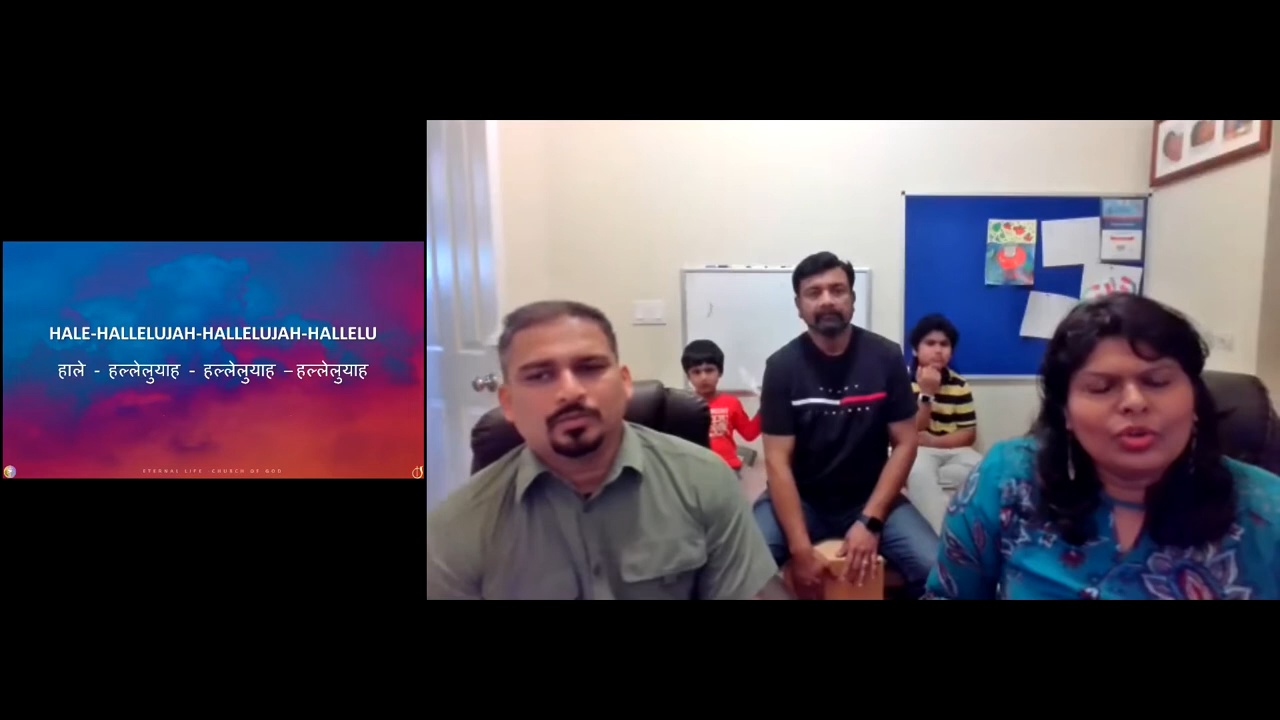 HALE-HALLELUJAH-HALLELUJAH-HALLELU
हाले - हल्लेलुयाह - हल्लेलुयाह – हल्लेलुयाह
ETERNAL LIFE CHURCH OF GOD